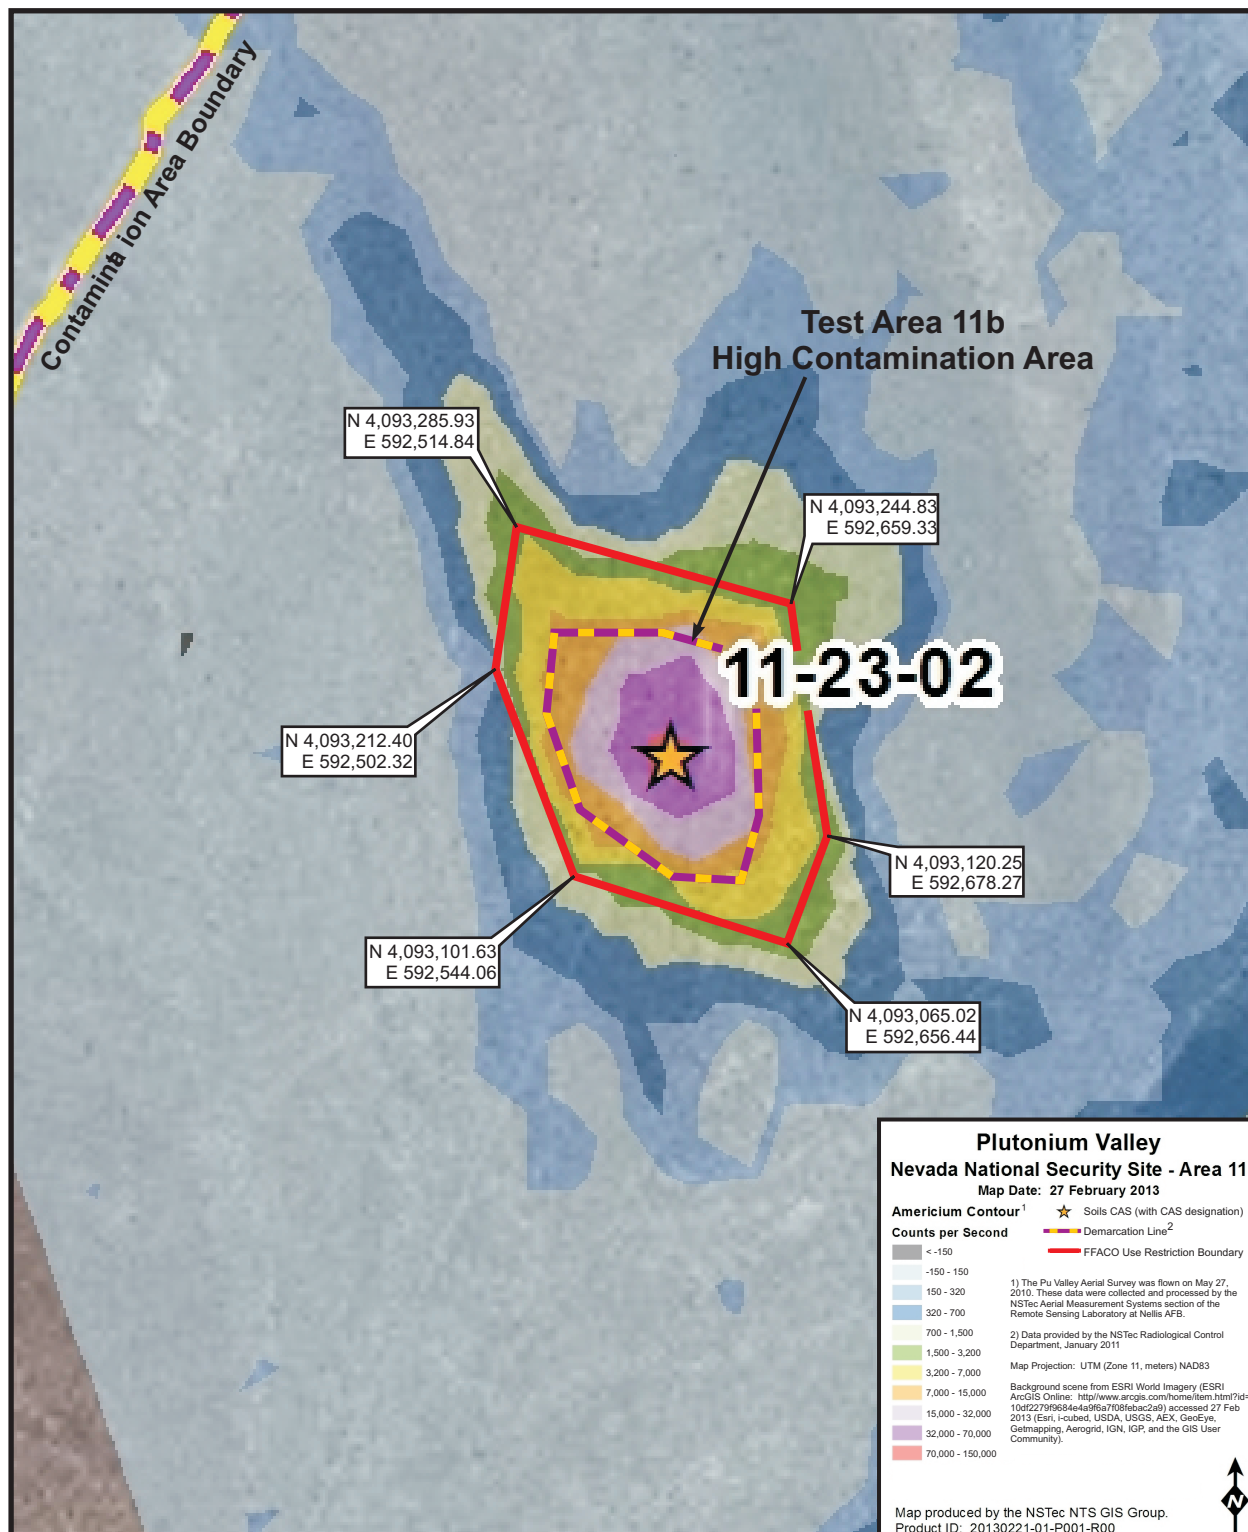 Contamina ion Area Boundary
Test Area 11b
High Contamination Area
N 4,093,285.93
E 592,514.84
N 4,093,244.83
E 592,659.33
11-23-02
N 4,093,212.40
E 592,502.32
N 4,093,120.25
E 592,678.27
N 4,093,101.63
E 592,544.06
N 4,093,065.02
E 592,656.44
Plutonium Valley
Nevada National Security Site - Area 11
Map Date: 27 February 2013
Americium Contour1
Counts per Second
< -150
-150 - 150
150 - 320
320 - 700
700 - 1,500
1,500 - 3,200
3,200 - 7,000
7,000 - 15,000
15,000 - 32,000
32,000 - 70,000
70,000 - 150,000
Soils CAS (with CAS designation)
Demarcation Line2
FFACO Use Restriction Boundary
1) The Pu Valley Aerial Survey was flown on May 27,
2010. These data were collected and processed by the
NSTec Aerial Measurement Systems section of the
Remote Sensing Laboratory at Nellis AFB.
2) Data provided by the NSTec Radiological Control
Department, January 2011
Map Projection: UTM (Zone 11, meters) NAD83
Background scene from ESRI World Imagery (ESRI
ArcGIS Online: http//www.arcgis.com/home/item.html?id=
10df2279f9684e4a9f6a7f08febac2a9) accessed 27 Feb
2013 (Esri, i-cubed, USDA, USGS, AEX, GeoEye,
Getmapping, Aerogrid, IGN, IGP, and the GIS User
Community).
N
Map produced by the NSTec NTS GIS Group.
Product ID: 20130221-01-P001-R00